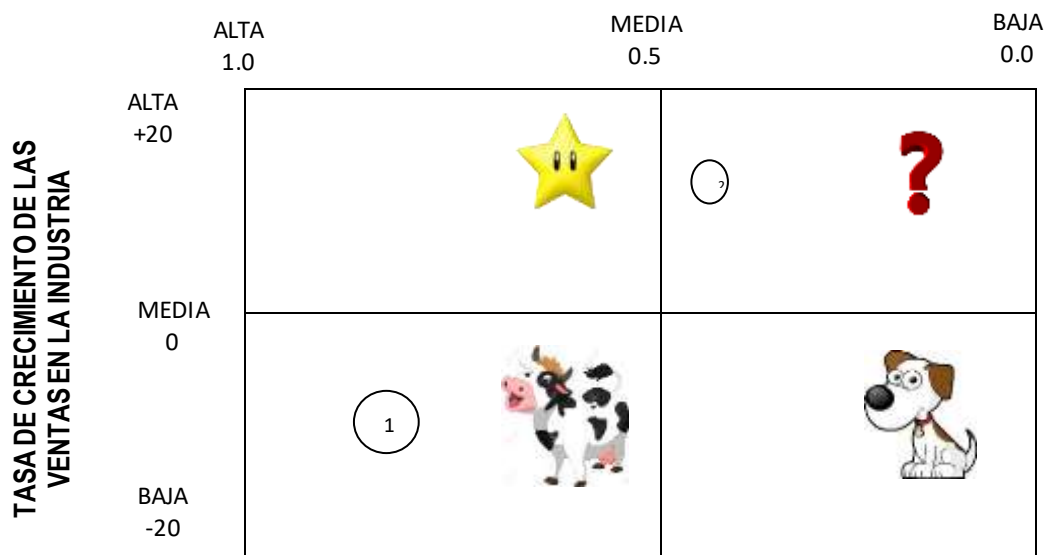 ALTA
MEDIA
BAJA
1.0
0.5
0.0
ALTA
+20
TASA DE CRECIMIENTO DE LAS
VENTAS EN LA INDUSTRIA
?
MEDIA
0
1
BAJA
-20